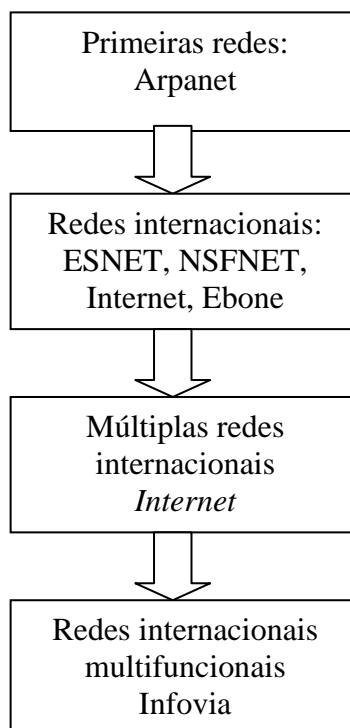 Primeiras redes:
Arpanet
Redes internacionais:
ESNET, NSFNET,
Internet, Ebone
Múltiplas redes
internacionais
Internet
Redes internacionais
multifuncionais
Infovia